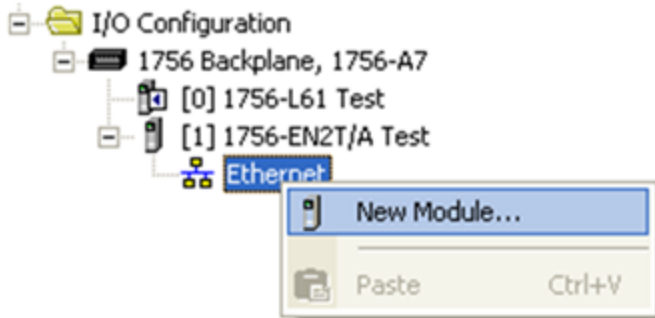 I/O Configuration
1756 Backplane, 1756-A7
[0] 1756-L61 Test
[1] 1756-EN2T/A Test
Ethernet
New Module...
Paste Ctrl+V